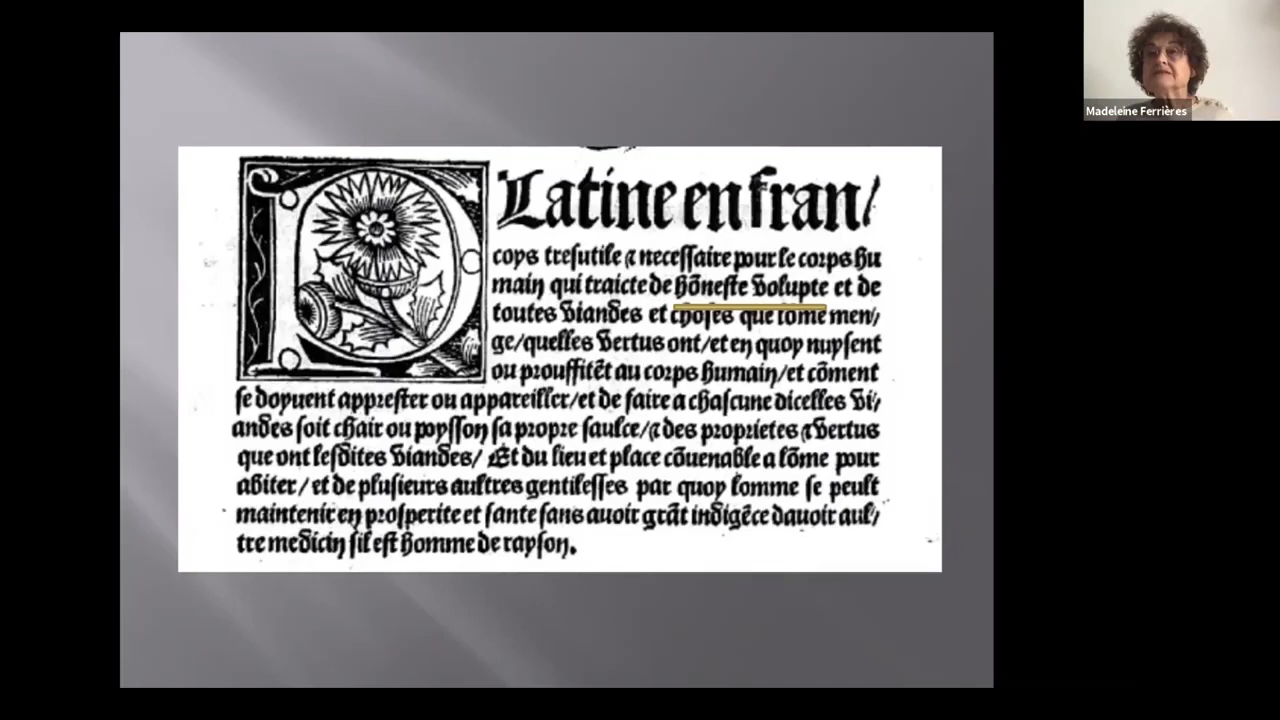 PLatine en fran/
coys tresutile & necessaire pour le corps hu
main qui traicte de hõneste volupte et de
toutes viandes et choses que lõme men//
ge/quelles vertus ont/et en quoy nuysent
ou prouffitẽt au corps humain/et cõment
se doyuent apprester ou appareiller/et de faire a chascune dicelles vi//
andes soit chair ou poysson sa propre saulce/& des proprietes & vertus
que ont lesdites viandes/ Et du lieu et place cõuenable a lõme pour
abiter/et de plusieurs aultres gentilesses par quoy lomme se peult
maintenir en prosperite et sante sans auoir grãt indigẽce dauoir aul//
tre medicin sil est homme de rayson.
Madeleine Ferrières